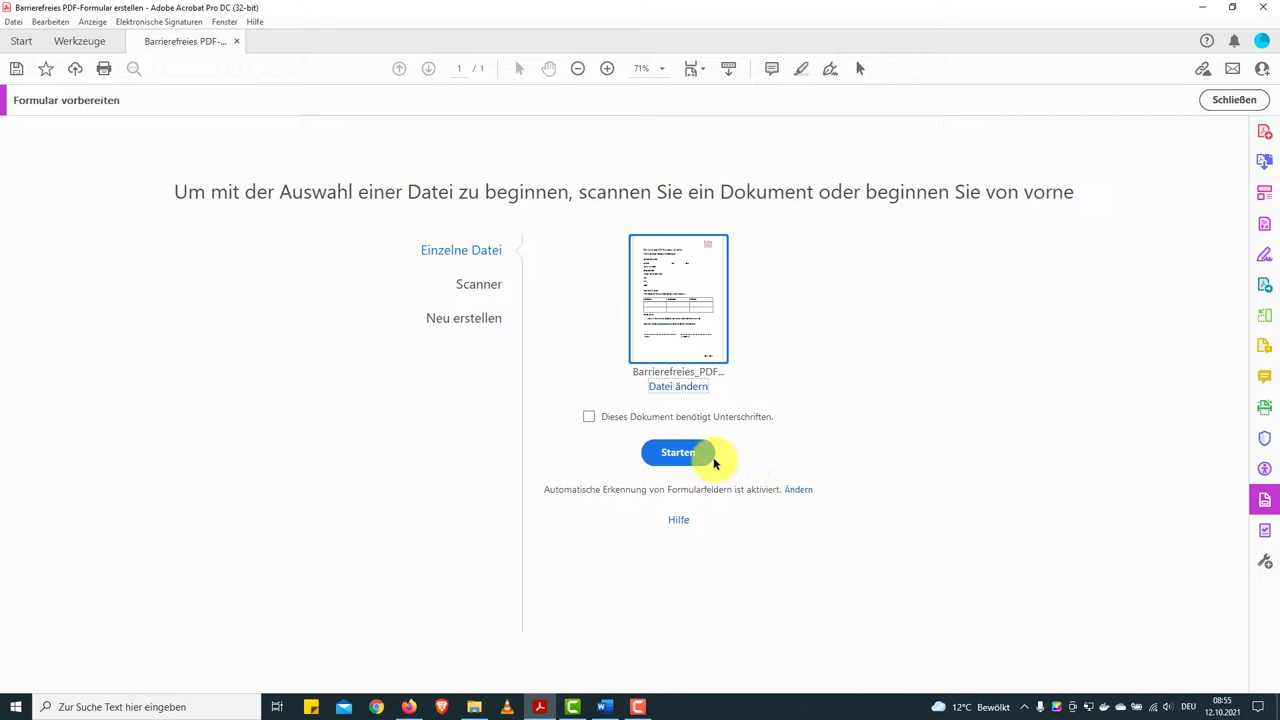 Barrierefreies PDF-Formular erstellen - Adobe Acrobat Pro DC (32-bit)
Datei Bearbeiten Anzeige Elektronische Signaturen Fenster Hilfe
Start Werkzeuge Barrierefreies PDF-... ×
1 / 1 71%
Formular vorbereiten Schließen
Um mit der Auswahl einer Datei zu beginnen, scannen Sie ein Dokument oder beginnen Sie von vorne
Einzelne Datei
Scanner
Neu erstellen
Barrierefreies_PDF...
Datei ändern
Dieses Dokument benötigt Unterschriften.
Starten
Automatische Erkennung von Formularfeldern ist aktiviert. Ändern
Hilfe
Zur Suche Text hier eingeben
12°C Bewölkt
DEU
08:55
12.10.2021